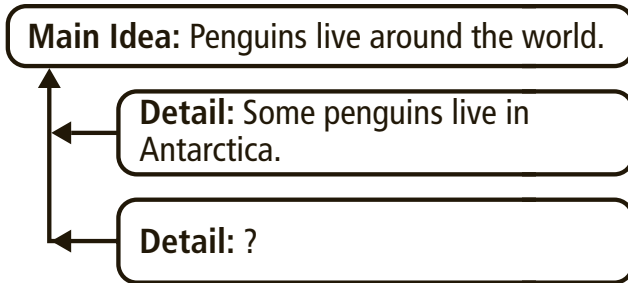 Main Idea: Penguins live around the world.
Detail: Some penguins live in
Antarctica.
Detail: ?